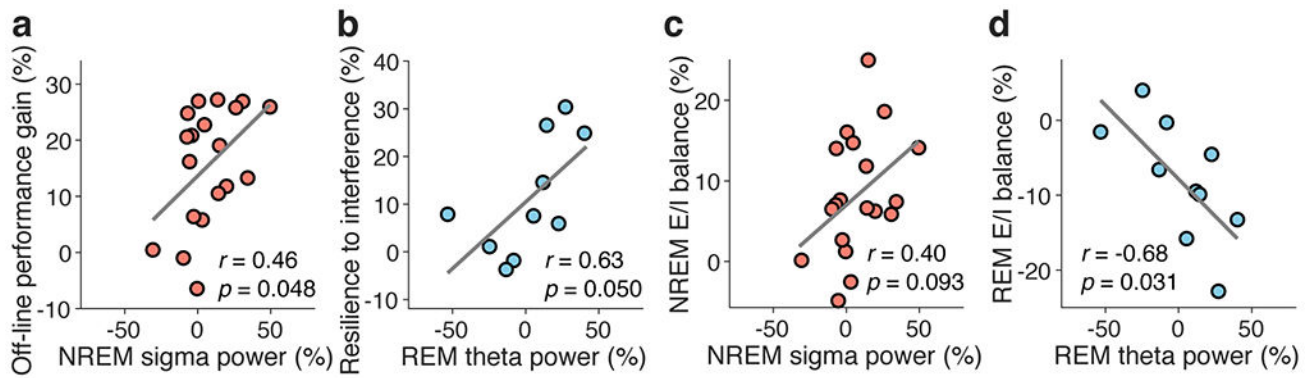 a
Off-line performance gain (%)
30
20
10
0
-10
r = 0.46
p = 0.048
-50
0
50
NREM sigma power (%)
b
Resilience to interference (%)
40
30
20
10
0
-10
r = 0.63
p = 0.050
-50
0
50
REM theta power (%)
c
NREM E/I balance (%)
20
10
0
r = 0.40
p = 0.093
-50
0
50
NREM sigma power (%)
d
REM E/I balance (%)
0
-10
-20
r = -0.68
p = 0.031
-50
0
50
REM theta power (%)